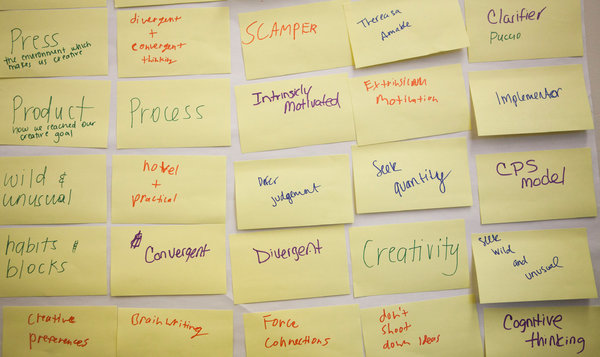 Press
the environment which
makes us creative
divergent
+
convergent
thinking
SCAMPER
Theresa
Amabile
Clarifier
Puccio
Product
how we reached our
creative goal
Process
Intrinsicly
Motivated
Extrinsic
Motivation
Implementor
wild &
unusual
novel
+
practical
Defer
judgement
Seek
quantity
CPS
model
habits &
blocks
Convergent
Divergent
Creativity
Seek
wild
and
unusual
Creative
preferences
Brainwriting
Force
connections
don't
shoot
down ideas
Cognitive
thinking